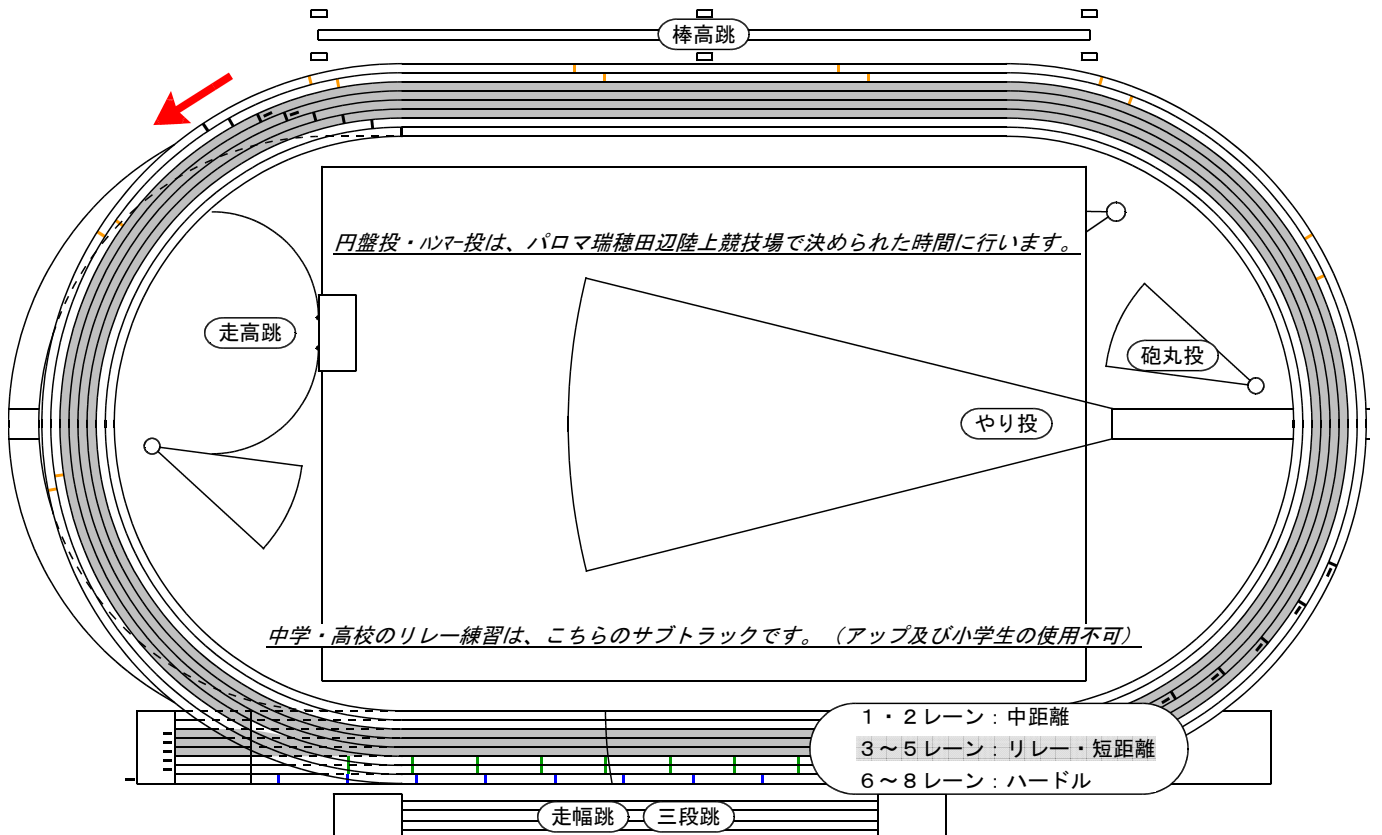 棒高跳
円盤投・ﾊﾝﾏｰ投は、パロマ瑞穂田辺陸上競技場で決められた時間に行います。
走高跳
砲丸投
やり投
中学・高校のリレー練習は、こちらのサブトラックです。（アップ及び小学生の使用不可）
１・２レーン：中距離
３～５レーン：リレー・短距離
６～８レーン：ハードル
走幅跳 三段跳